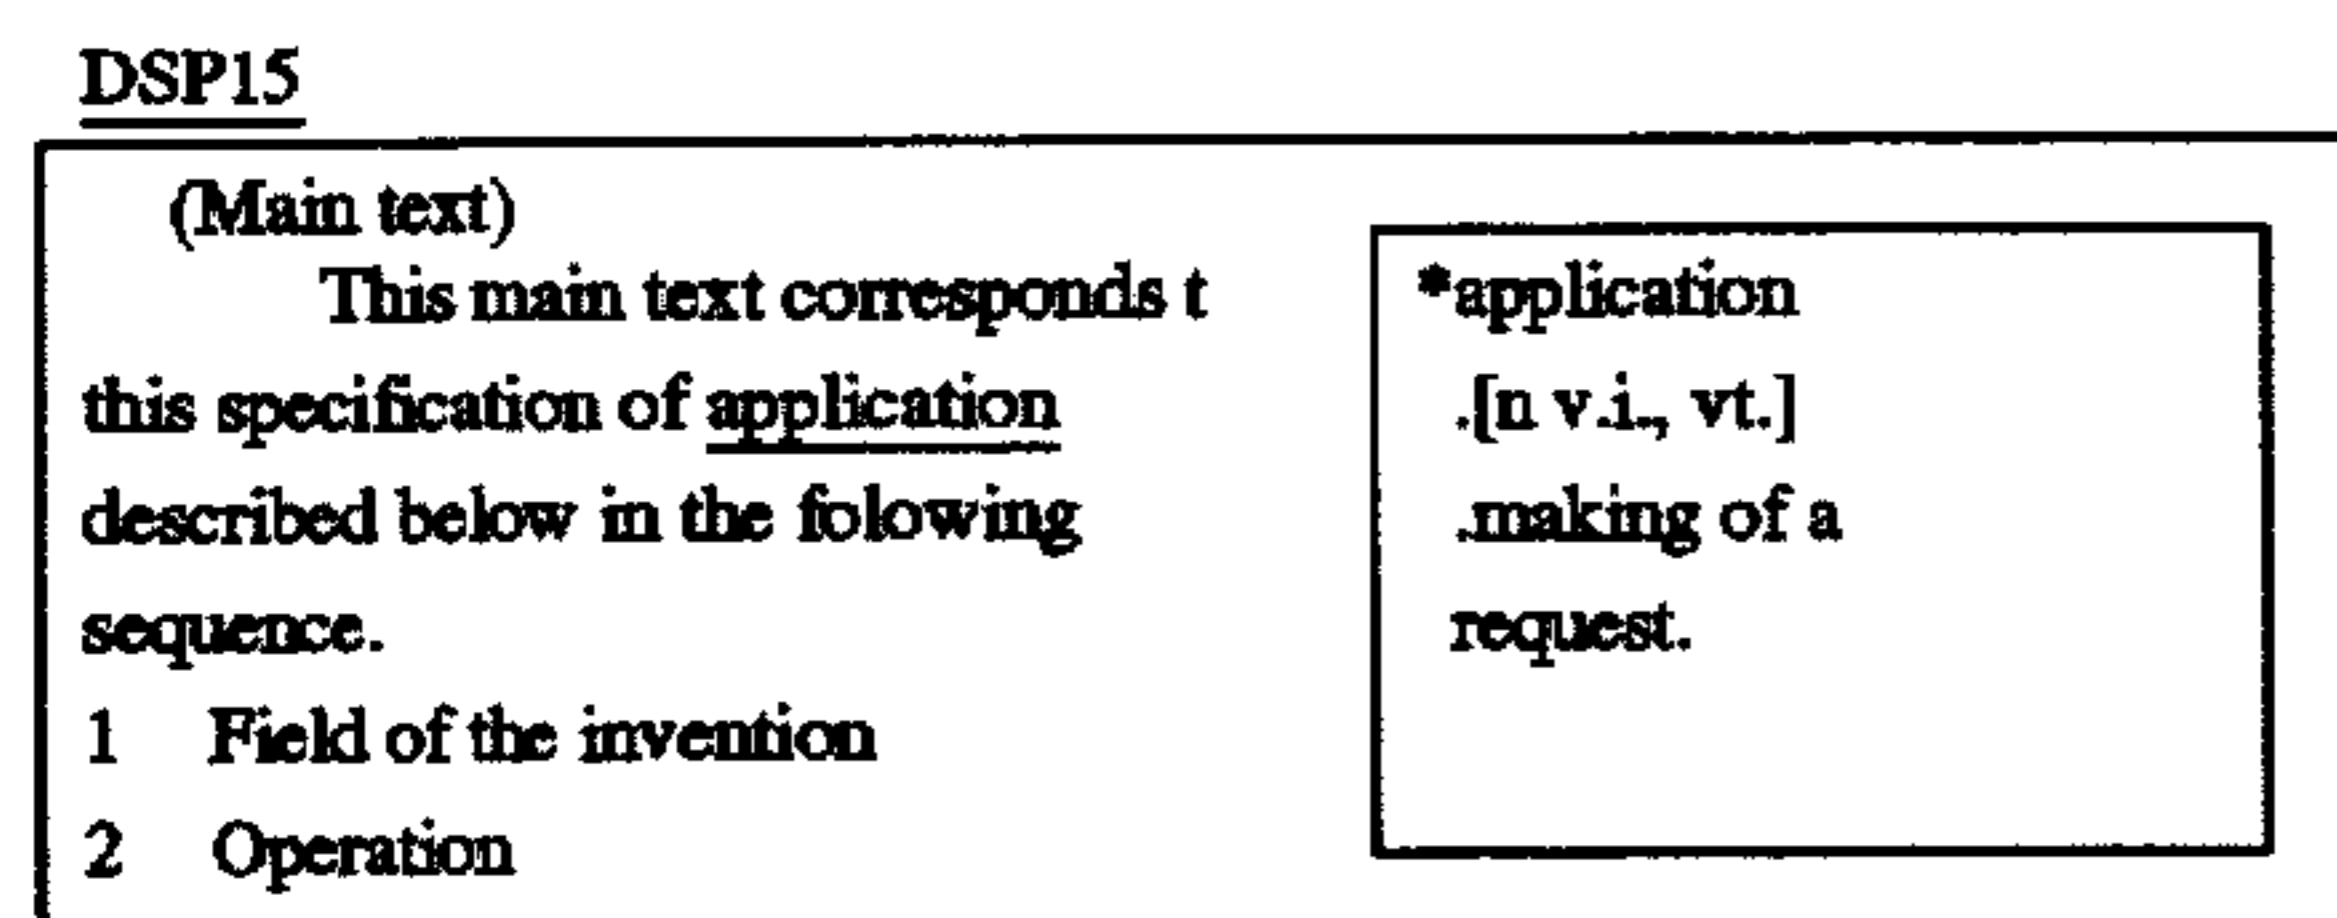 DSP15
(Main text)
This main text corresponds t
this specification of application
described below in the folowing
sequence.
1 Field of the invention
2 Operation
*application
.[n v.i., vt.]
.making of a
request.